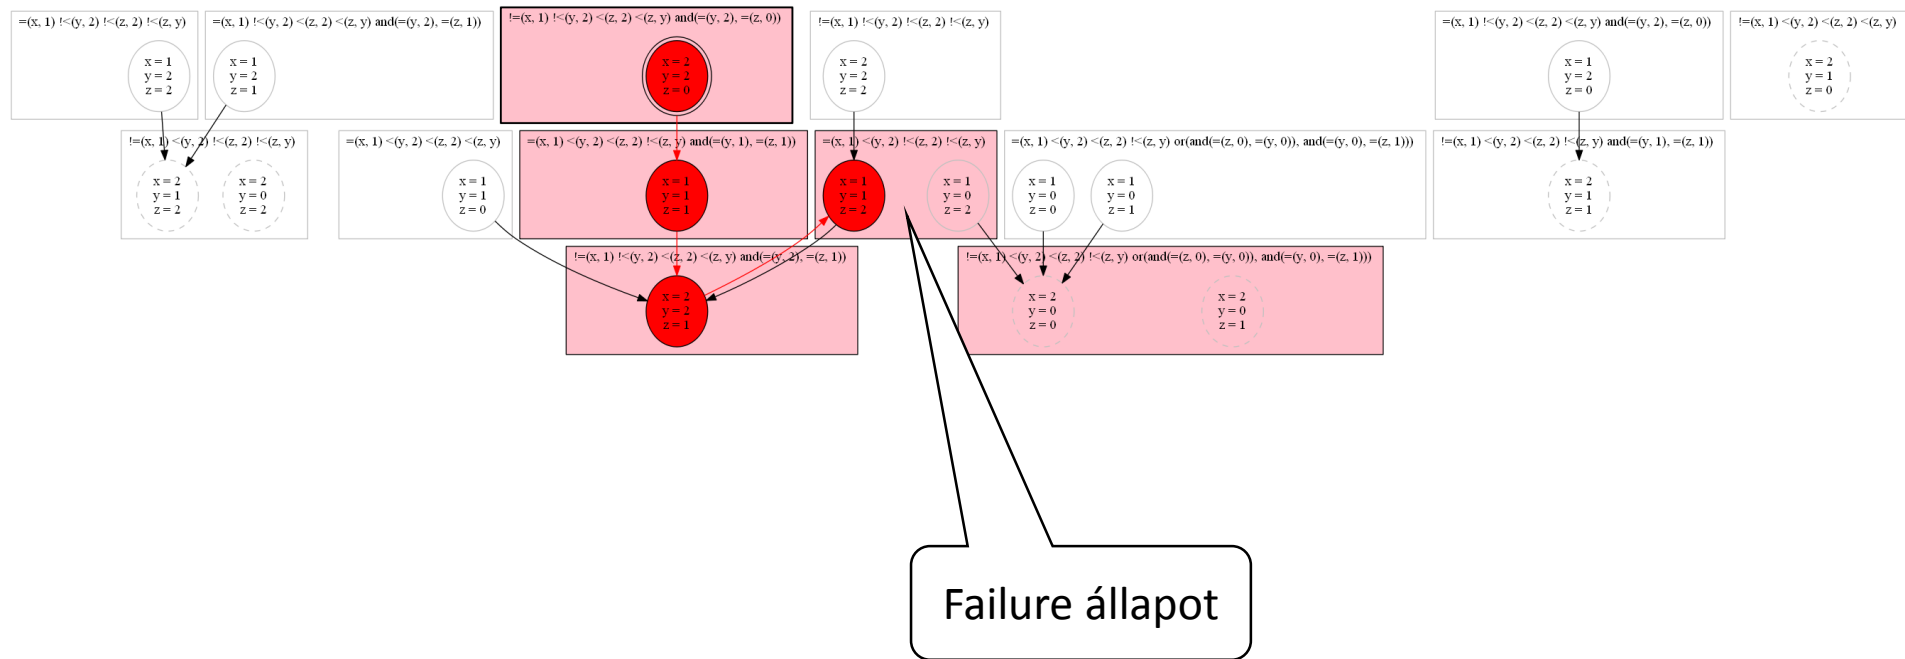 =(x, 1) !<(y, 2) !<(z, 2) !<(z, y)
x = 1
y = 2
z = 2
=(x, 1) !<(y, 2) <(z, 2) <(z, y) and(=(y, 2), =(z, 1))
x = 1
y = 2
z = 1
!=(x, 1) !<(y, 2) <(z, 2) <(z, y) and(=(y, 2), =(z, 0))
x = 2
y = 2
z = 0
!=(x, 1) !<(y, 2) !<(z, 2) !<(z, y)
x = 2
y = 2
z = 2
=(x, 1) !<(y, 2) <(z, 2) <(z, y) and(=(y, 2), =(z, 0))
x = 1
y = 2
z = 0
!=(x, 1) <(y, 2) <(z, 2) <(z, y)
x = 2
y = 1
z = 0
!=(x, 1) <(y, 2) !<(z, 2) !<(z, y)
x = 2
y = 1
z = 2
x = 2
y = 0
z = 2
=(x, 1) <(y, 2) <(z, 2) <(z, y)
x = 1
y = 1
z = 0
=(x, 1) <(y, 2) <(z, 2) !<(z, y) and(=(y, 1), =(z, 1))
x = 1
y = 1
z = 1
=(x, 1) <(y, 2) !<(z, 2) !<(z, y)
x = 1
y = 1
z = 2
x = 1
y = 0
z = 2
=(x, 1) <(y, 2) <(z, 2) !<(z, y) or(and(=(z, 0), =(y, 0)), and(=(y, 0), =(z, 1)))
x = 1
y = 0
z = 0
x = 1
y = 0
z = 1
!=(x, 1) <(y, 2) <(z, 2) !<(z, y) and(=(y, 1), =(z, 1))
x = 2
y = 1
z = 1
!=(x, 1) !<(y, 2) <(z, 2) <(z, y) and(=(y, 2), =(z, 1))
x = 2
y = 2
z = 1
!=(x, 1) <(y, 2) <(z, 2) !<(z, y) or(and(=(z, 0), =(y, 0)), and(=(y, 0), =(z, 1)))
x = 2
y = 0
z = 0
x = 2
y = 0
z = 1
Failure állapot